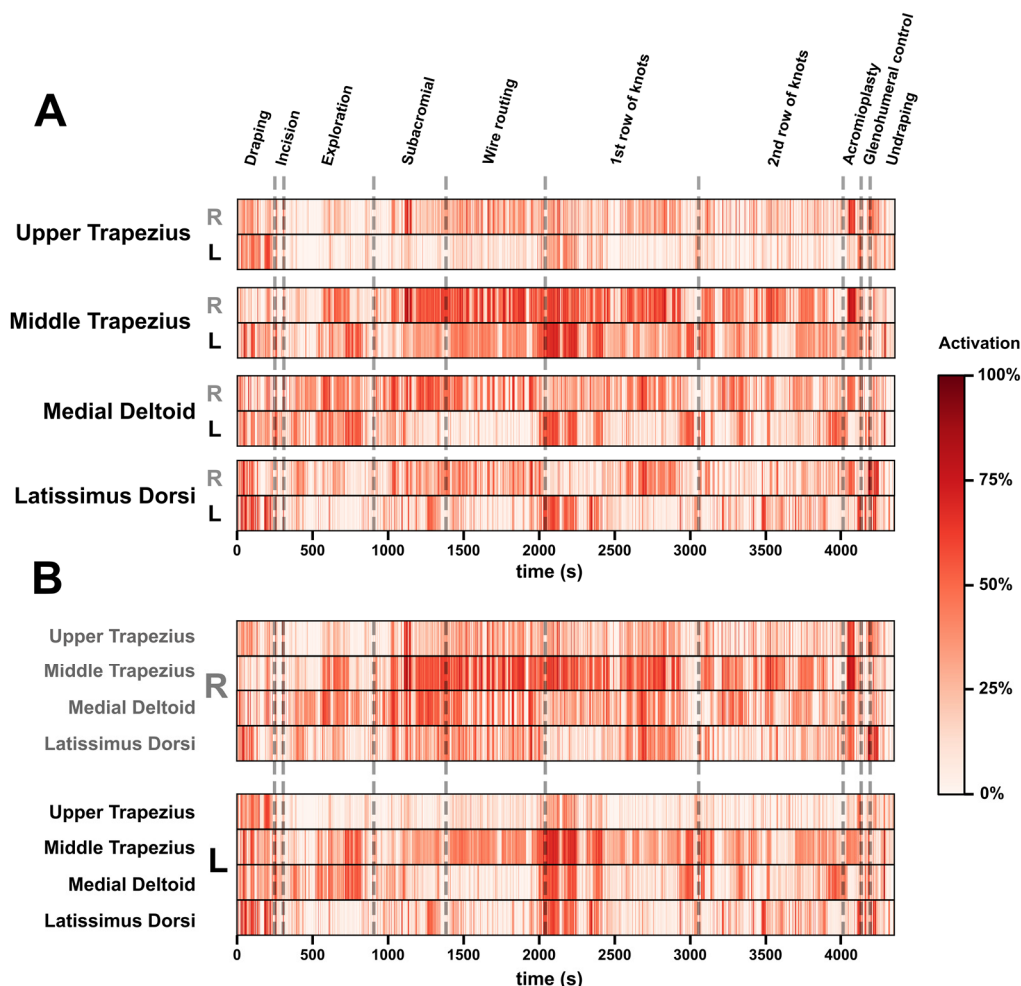 A
Draping
Incision
Exploration
Subacromial
Wire routing
1st row of knots
2nd row of knots
Acromioplasty
Glenohumeral control
Undraping
Upper Trapezius
R
L
Middle Trapezius
R
L
Medial Deltoid
R
L
Latissimus Dorsi
R
L
0 500 1000 1500 2000 2500 3000 3500 4000
time (s)
Activation
100%
75%
50%
25%
0%
B
R
Upper Trapezius
Middle Trapezius
Medial Deltoid
Latissimus Dorsi
L
Upper Trapezius
Middle Trapezius
Medial Deltoid
Latissimus Dorsi
0 500 1000 1500 2000 2500 3000 3500 4000
time (s)